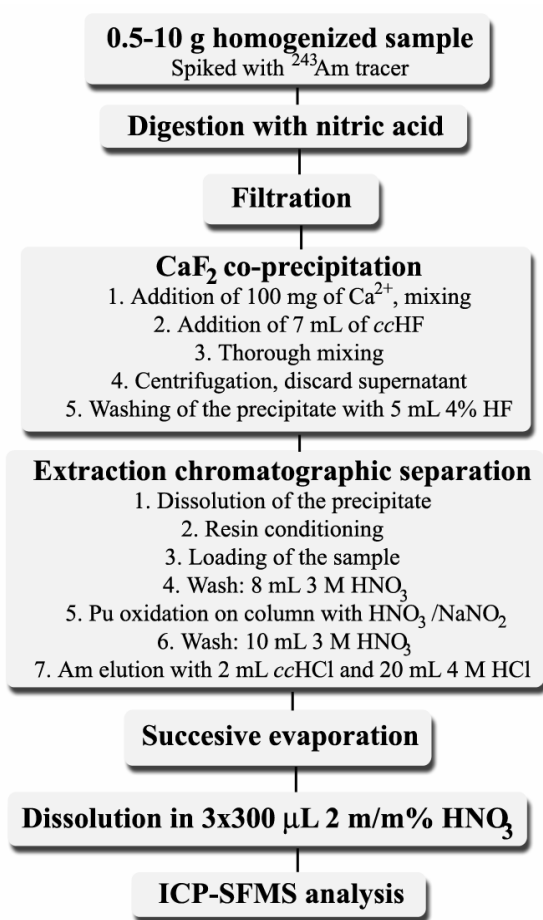 0.5-10 g homogenized sample
Spiked with ²⁴³Am tracer
Digestion with nitric acid
Filtration
CaF₂ co-precipitation
1. Addition of 100 mg of Ca²⁺, mixing
2. Addition of 7 mL of ccHF
3. Thorough mixing
4. Centrifugation, discard supernatant
5. Washing of the precipitate with 5 mL 4% HF
Extraction chromatographic separation
1. Dissolution of the precipitate
2. Resin conditioning
3. Loading of the sample
4. Wash: 8 mL 3 M HNO₃
5. Pu oxidation on column with HNO₃ /NaNO₂
6. Wash: 10 mL 3 M HNO₃
7. Am elution with 2 mL ccHCl and 20 mL 4 M HCl
Succesive evaporation
Dissolution in 3x300 μL 2 m/m% HNO₃
ICP-SFMS analysis